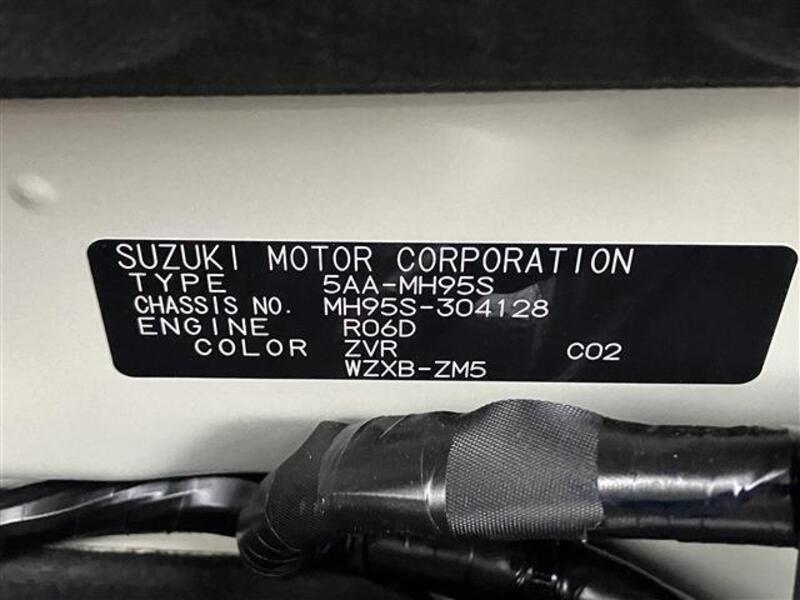 SUZUKI MOTOR CORPORATION
TYPE 5AA-MH95S
CHASSIS NO. MH95S-304128
ENGINE R06D
COLOR ZVR C02
WZXB-ZM5